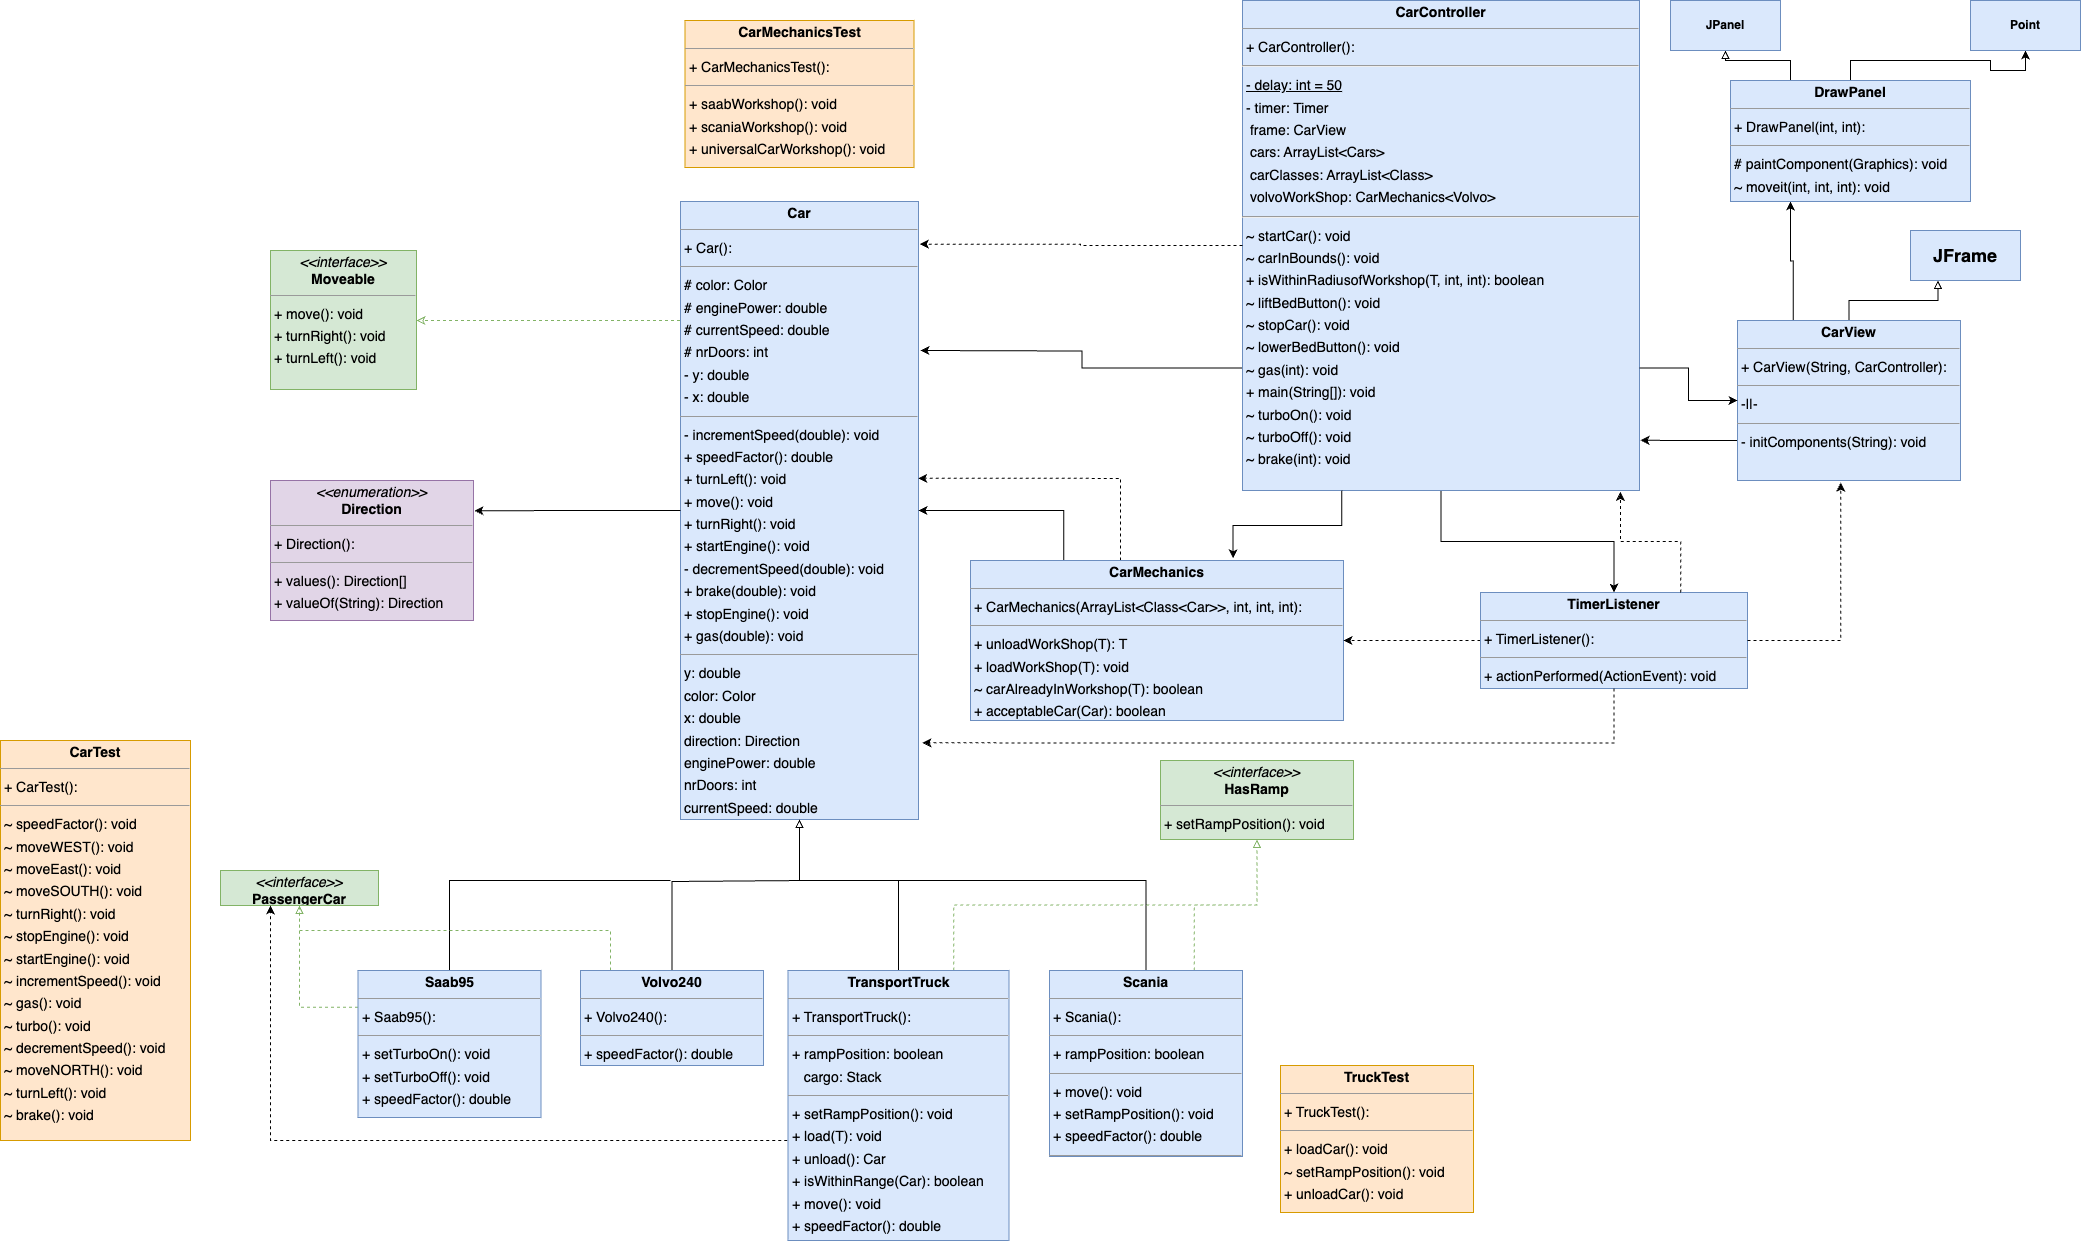 CarMechanicsTest
+ CarMechanicsTest():
+ saabWorkshop(): void
+ scaniaWorkshop(): void
+ universalCarWorkshop(): void
CarController
+ CarController():
- delay: int = 50
- timer: Timer
frame: CarView
cars: ArrayList<Cars>
carClasses: ArrayList<Class>
volvoWorkShop: CarMechanics<Volvo>
~ startCar(): void
~ carInBounds(): void
+ isWithinRadiusofWorkshop(T, int, int): boolean
~ liftBedButton(): void
~ stopCar(): void
~ lowerBedButton(): void
~ gas(int): void
+ main(String[]): void
~ turboOn(): void
~ turboOff(): void
~ brake(int): void
JPanel
Point
DrawPanel
+ DrawPanel(int, int):
# paintComponent(Graphics): void
~ moveit(int, int, int): void
JFrame
CarView
+ CarView(String, CarController):
-II-
- initComponents(String): void
<<interface>>
Moveable
+ move(): void
+ turnRight(): void
+ turnLeft(): void
Car
+ Car():
# color: Color
# enginePower: double
# currentSpeed: double
# nrDoors: int
- y: double
- x: double
- incrementSpeed(double): void
+ speedFactor(): double
+ turnLeft(): void
+ move(): void
+ turnRight(): void
+ startEngine(): void
- decrementSpeed(double): void
+ brake(double): void
+ stopEngine(): void
+ gas(double): void
y: double
color: Color
x: double
direction: Direction
enginePower: double
nrDoors: int
currentSpeed: double
<<enumeration>>
Direction
+ Direction():
+ values(): Direction[]
+ valueOf(String): Direction
CarMechanics
+ CarMechanics(ArrayList<Class<Car>>, int, int, int):
+ unloadWorkShop(T): T
+ loadWorkShop(T): void
~ carAlreadyInWorkshop(T): boolean
+ acceptableCar(Car): boolean
TimerListener
+ TimerListener():
+ actionPerformed(ActionEvent): void
<<interface>>
HasRamp
+ setRampPosition(): void
CarTest
+ CarTest():
~ speedFactor(): void
~ moveWEST(): void
~ moveEast(): void
~ moveSOUTH(): void
~ turnRight(): void
~ stopEngine(): void
~ startEngine(): void
~ incrementSpeed(): void
~ gas(): void
~ turbo(): void
~ decrementSpeed(): void
~ moveNORTH(): void
~ turnLeft(): void
~ brake(): void
<<interface>>
PassengerCar
Saab95
+ Saab95():
+ setTurboOn(): void
+ setTurboOff(): void
+ speedFactor(): double
Volvo240
+ Volvo240():
+ speedFactor(): double
TransportTruck
+ TransportTruck():
+ rampPosition: boolean
cargo: Stack
+ setRampPosition(): void
+ load(T): void
+ unload(): Car
+ isWithinRange(Car): boolean
+ move(): void
+ speedFactor(): double
Scania
+ Scania():
+ rampPosition: boolean
+ move(): void
+ setRampPosition(): void
+ speedFactor(): double
TruckTest
+ TruckTest():
+ loadCar(): void
~ setRampPosition(): void
+ unloadCar(): void